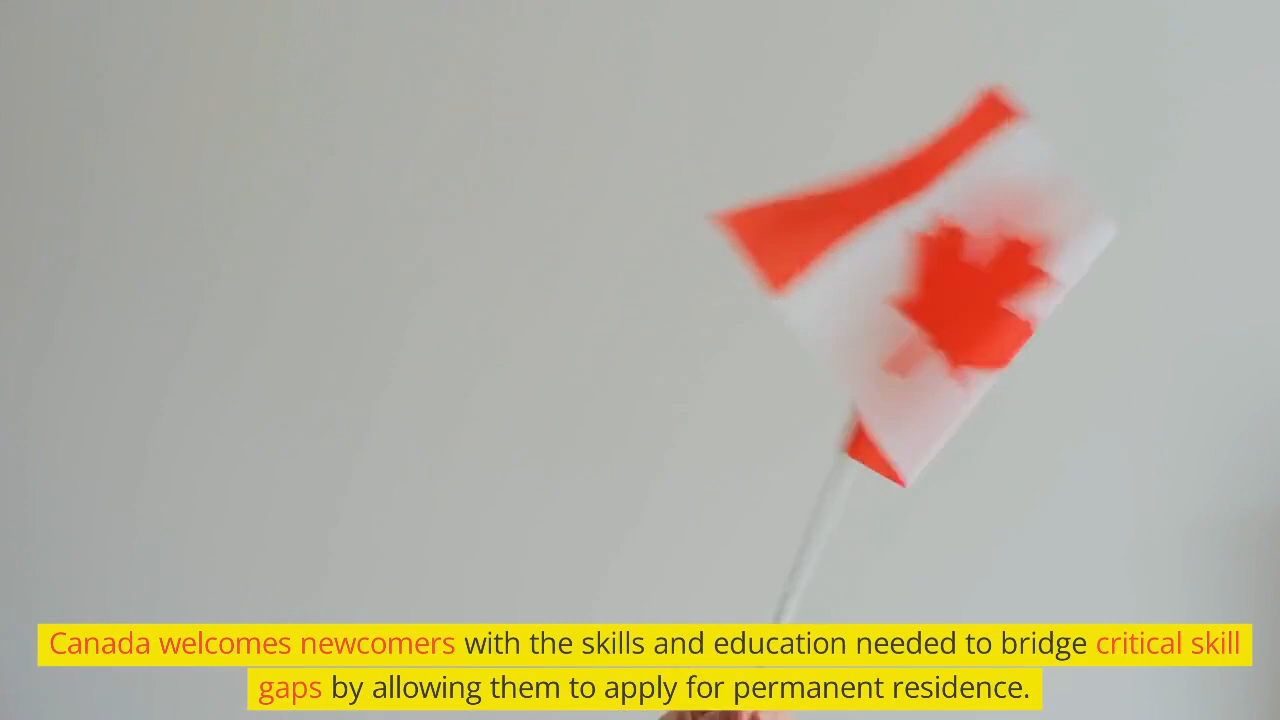 Canada welcomes newcomers with the skills and education needed to bridge critical skill
gaps by allowing them to apply for permanent residence.